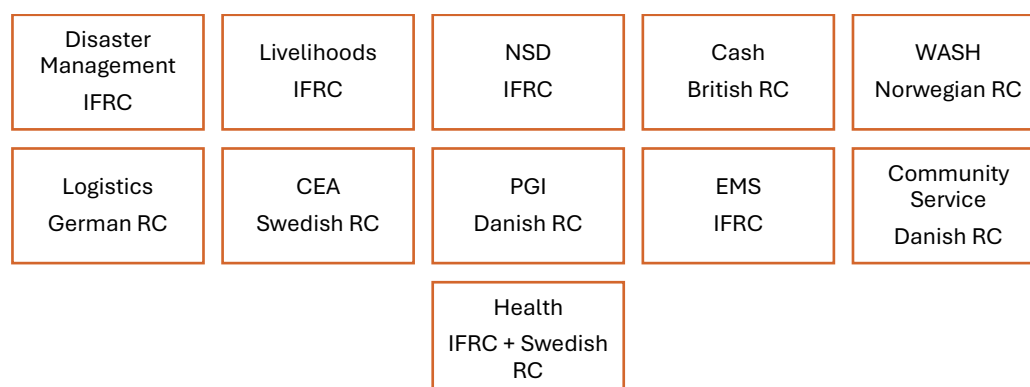 Disaster
Management
IFRC
Livelihoods
IFRC
NSD
IFRC
Cash
British RC
WASH
Norwegian RC
Logistics
German RC
CEA
Swedish RC
PGI
Danish RC
EMS
IFRC
Community
Service
Danish RC
Health
IFRC + Swedish
RC